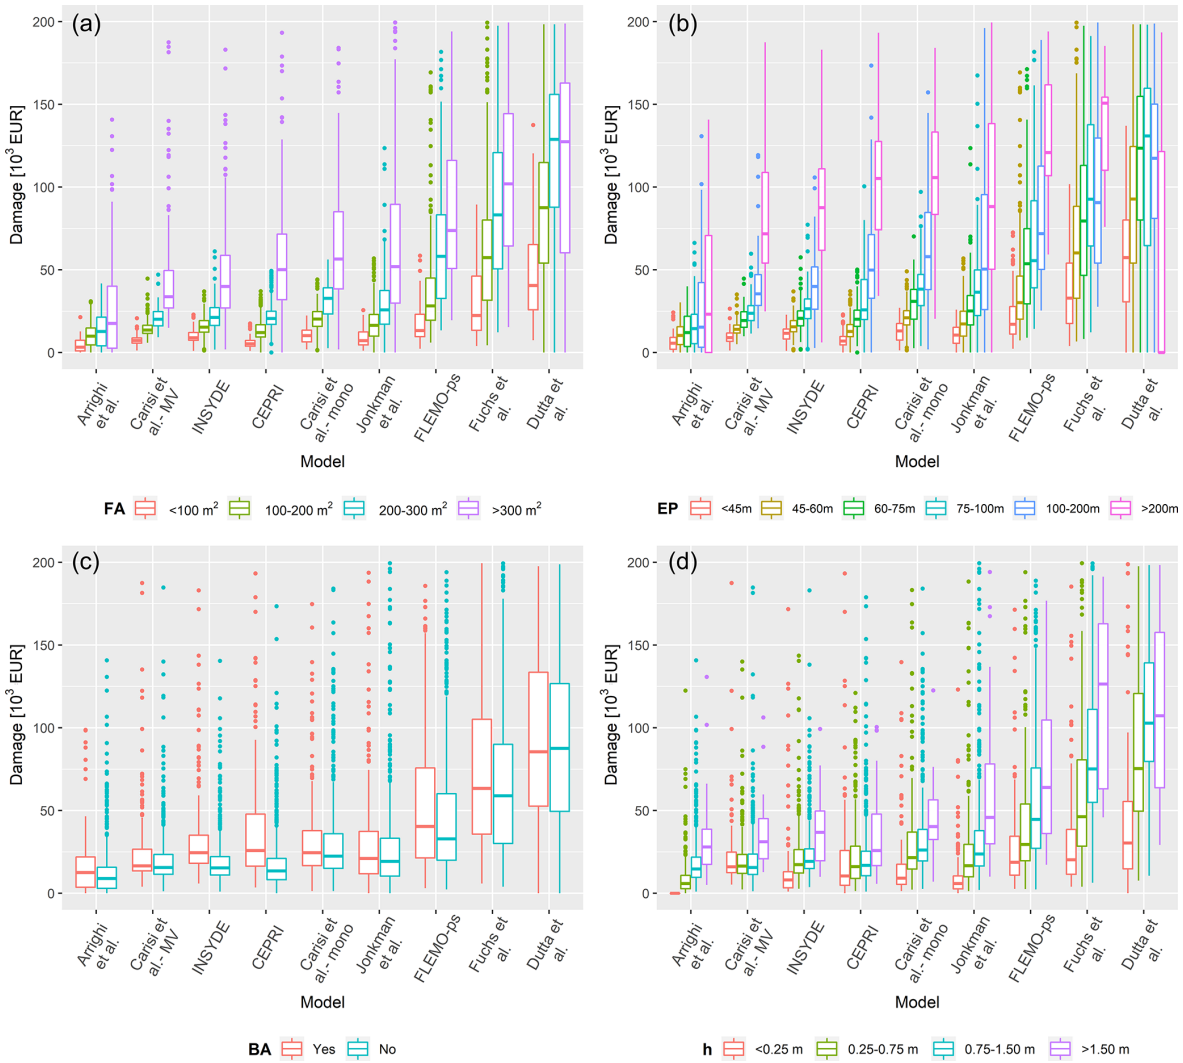 (a)
Damage [10³ EUR]
200
150
100
50
0
Arrighi et al.
Carisi et al.- MV
INSYDE
CEPRI
Carisi et al.- mono
Jonkman et al.
FLEMO-ps
Fuchs et al.
Dutta et al.
Model
FA <100 m² 100-200 m² 200-300 m² >300 m²
(b)
Damage [10³ EUR]
200
150
100
50
0
Arrighi et al.
Carisi et al.- MV
INSYDE
CEPRI
Carisi et al.- mono
Jonkman et al.
FLEMO-ps
Fuchs et al.
Dutta et al.
Model
EP <45m 45-60m 60-75m 75-100m 100-200m >200m
(c)
Damage [10³ EUR]
200
150
100
50
0
Arrighi et al.
Carisi et al.- MV
INSYDE
CEPRI
Carisi et al.- mono
Jonkman et al.
FLEMO-ps
Fuchs et al.
Dutta et al.
Model
BA Yes No
(d)
Damage [10³ EUR]
200
150
100
50
0
Arrighi et al.
Carisi et al.- MV
INSYDE
CEPRI
Carisi et al.- mono
Jonkman et al.
FLEMO-ps
Fuchs et al.
Dutta et al.
Model
h <0.25 m 0.25-0.75 m 0.75-1.50 m >1.50 m